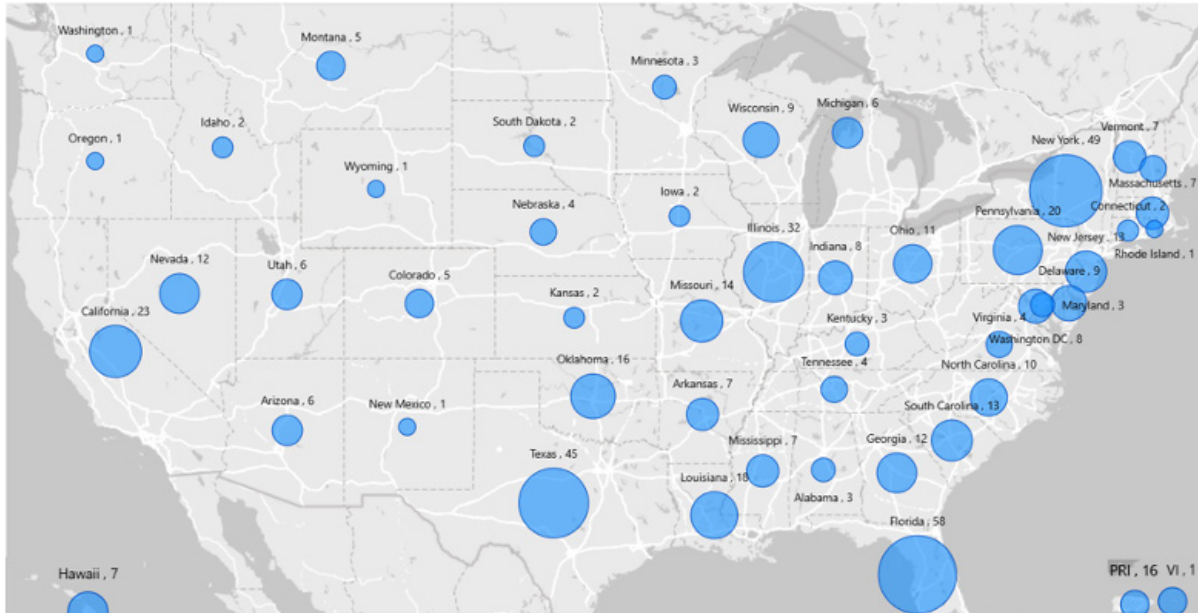 Washington , 1
Montana , 5
Minnesota , 3
Wisconsin , 9
Michigan , 6
Vermont , 7
New York , 49
Oregon , 1
Idaho , 2
South Dakota , 2
Wyoming , 1
Massachusetts , 7
Iowa , 2
Nebraska , 4
Connecticut , 2
Pennsylvania , 20
Illinois , 32
Indiana , 8
Ohio , 11
New Jersey , 13
Rhode Island , 1
Nevada , 12
Utah , 6
Colorado , 5
Delaware , 9
Missouri , 14
Kansas , 2
California , 23
Kentucky , 3
Virginia , 4
Maryland , 3
Washington DC , 8
Oklahoma , 16
Tennessee , 4
North Carolina , 10
Arkansas , 7
Arizona , 6
New Mexico , 1
South Carolina , 13
Mississippi , 7
Georgia , 12
Texas , 45
Louisiana , 18
Alabama , 3
Florida , 58
Hawaii , 7
PRI , 16
VI , 1